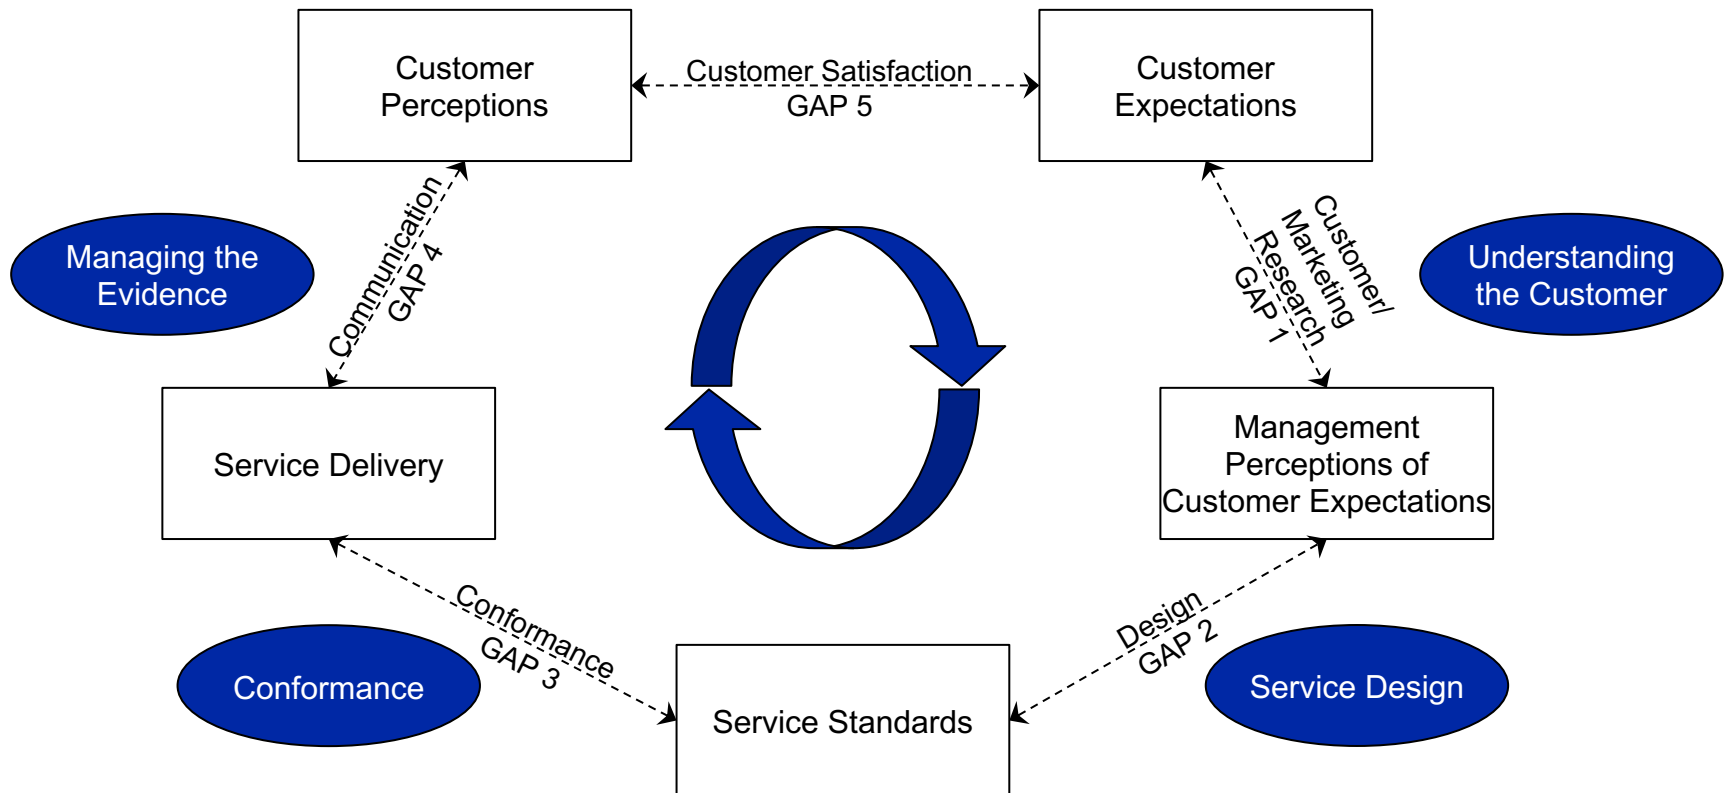 Customer
Perceptions
Customer Satisfaction
GAP 5
Customer
Expectations
Managing the
Evidence
Communication
GAP 4
Customer/
Marketing
Research
GAP 1
Understanding
the Customer
Service Delivery
Management
Perceptions of
Customer Expectations
Conformance
GAP 3
Design
GAP 2
Conformance
Service Standards
Service Design